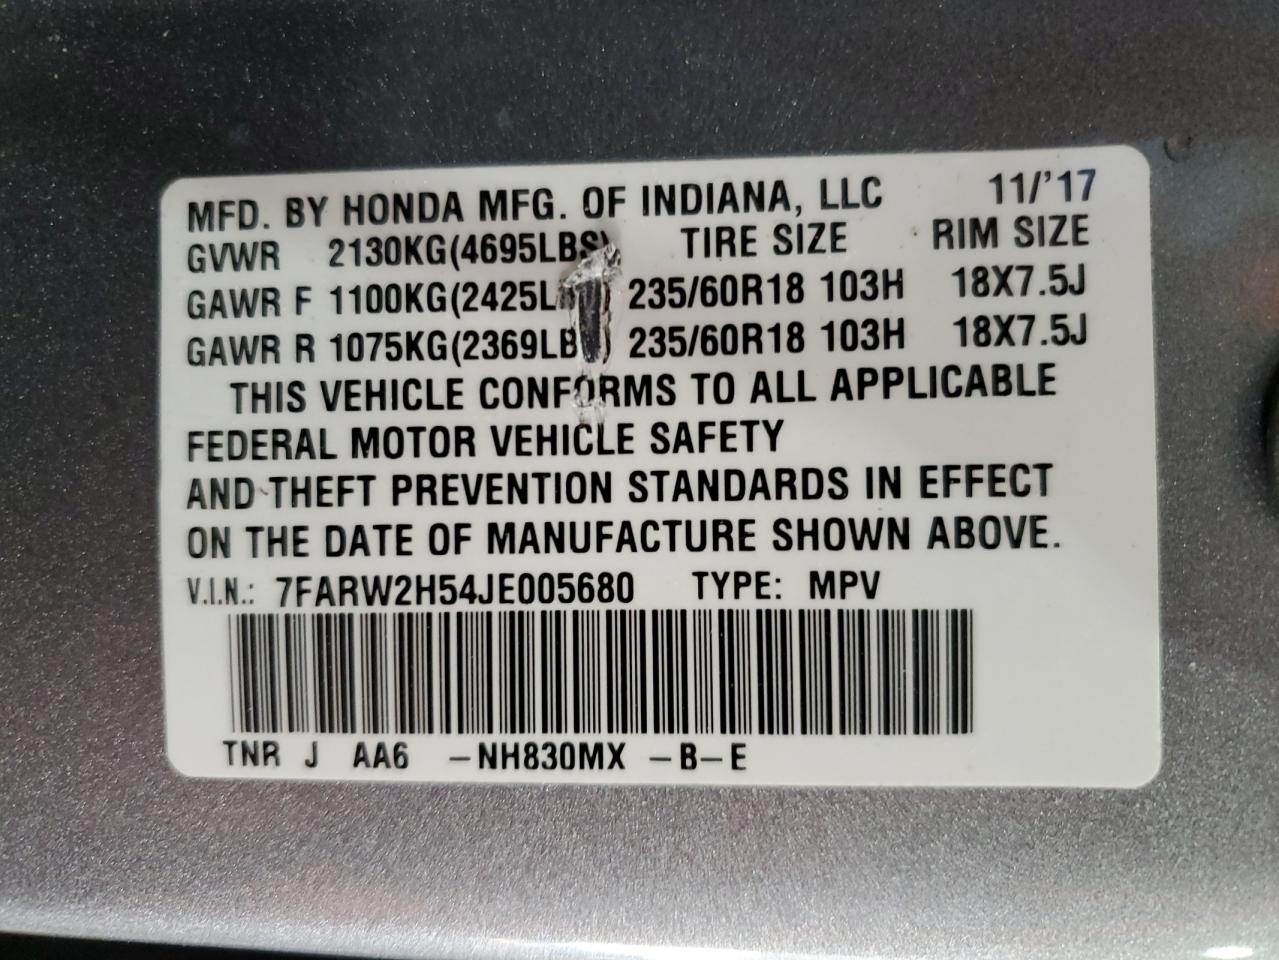 MFD. BY HONDA MFG. OF INDIANA, LLC 11/'17
GVWR 2130KG(4695LBS) TIRE SIZE RIM SIZE
GAWR F 1100KG(2425L 235/60R18 103H 18X7.5J
GAWR R 1075KG(2369LB ) 235/60R18 103H 18X7.5J
THIS VEHICLE CONFORMS TO ALL APPLICABLE
FEDERAL MOTOR VEHICLE SAFETY
AND THEFT PREVENTION STANDARDS IN EFFECT
ON THE DATE OF MANUFACTURE SHOWN ABOVE.
V.I.N.: 7FARW2H54JE005680 TYPE: MPV
TNR J AA6 -NH830MX -B-E